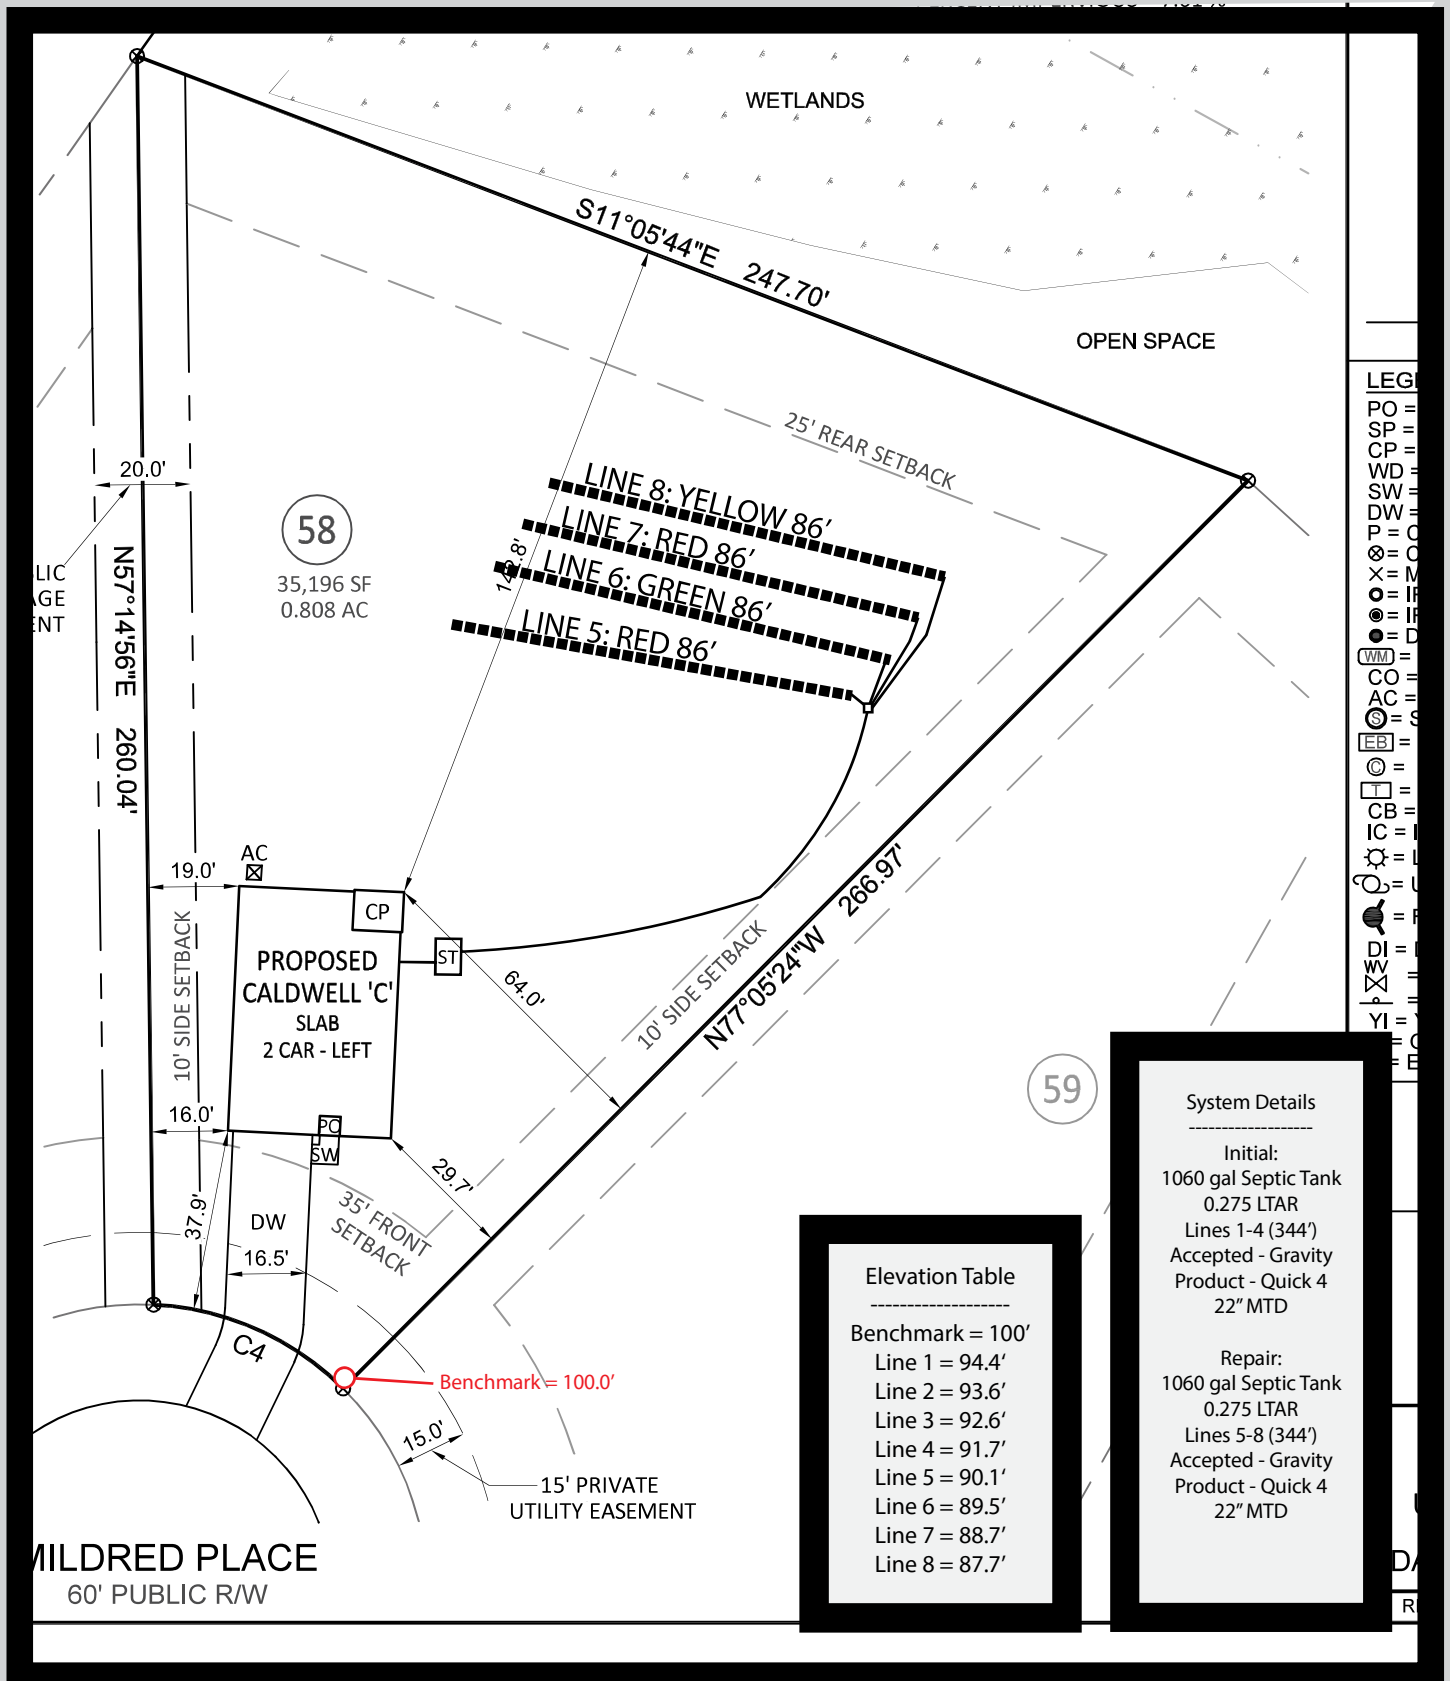 WETLANDS
S11°05'44"E 247.70'
OPEN SPACE
25' REAR SETBACK
LINE 8: YELLOW 86′
LINE 7: RED 86′
LINE 6: GREEN 86′
LINE 5: RED 86′
20.0'
58
35,196 SF
0.808 AC
N57°14'56"E 260.04'
AC
19.0'
CP
10' SIDE SETBACK
PROPOSED
CALDWELL 'C'
SLAB
2 CAR - LEFT
ST
64.0'
10' SIDE SETBACK
N77°05'24"W 266.97'
16.0'
PO
SW
29.7'
37.9'
DW
16.5'
35' FRONT
SETBACK
C4
Benchmark = 100.0′
15.0'
15' PRIVATE
UTILITY EASEMENT
MILDRED PLACE
60' PUBLIC R/W
59
Elevation Table
-------------------
Benchmark = 100′
Line 1 = 94.4′
Line 2 = 93.6′
Line 3 = 92.6′
Line 4 = 91.7′
Line 5 = 90.1′
Line 6 = 89.5′
Line 7 = 88.7′
Line 8 = 87.7′
System Details
-------------------
Initial:
1060 gal Septic Tank
0.275 LTAR
Lines 1-4 (344′)
Accepted - Gravity
Product - Quick 4
22” MTD
Repair:
1060 gal Septic Tank
0.275 LTAR
Lines 5-8 (344′)
Accepted - Gravity
Product - Quick 4
22” MTD
PO =
SP =
CP =
WD =
SW =
DW =
P =
WM =
CO =
AC =
S =
EB =
C =
T =
CB =
IC =
DI =
WV
YI =